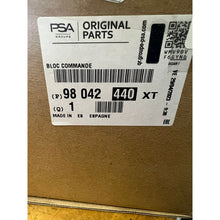 PSA
GROUPE
ORIGINAL
PARTS
BLOC COMMANDE
(P) 98 042 440 XT
(Q) 1
MADE IN ES ESPAGNE